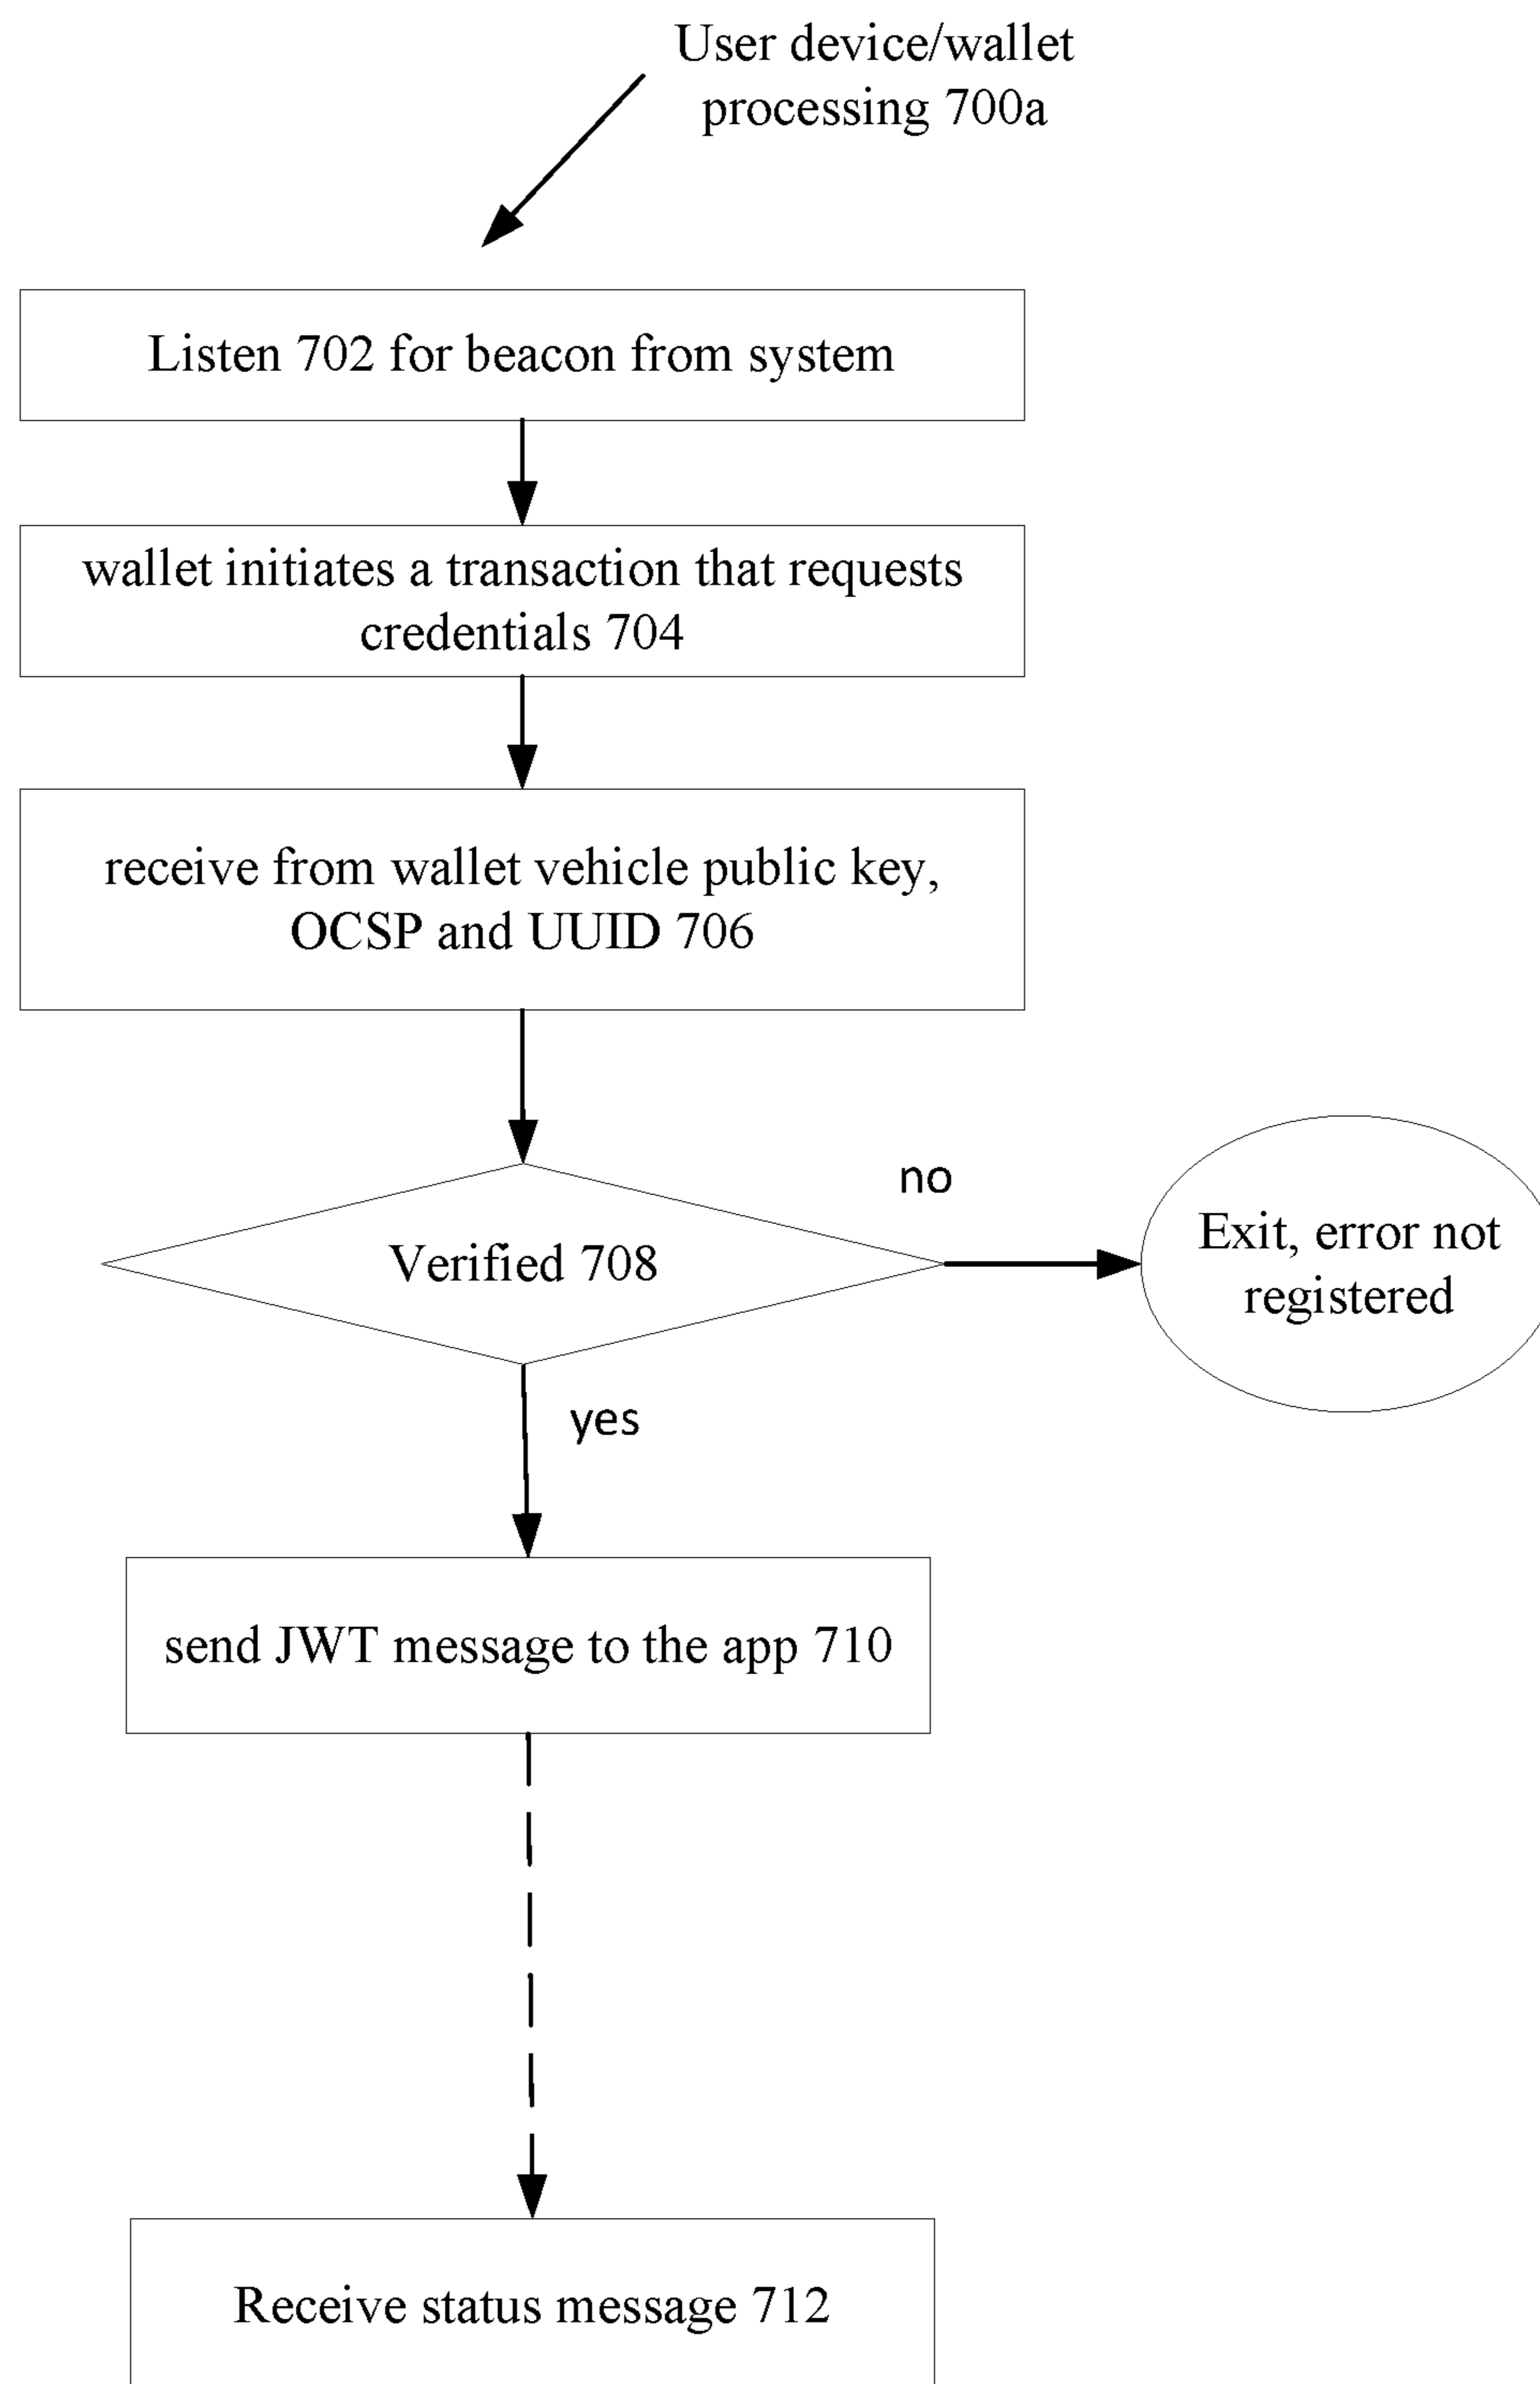 User device/wallet
processing 700a
Listen 702 for beacon from system
wallet initiates a transaction that requests
credentials 704
receive from wallet vehicle public key,
OCSP and UUID 706
Verified 708
no
Exit, error not
registered
yes
send JWT message to the app 710
Receive status message 712